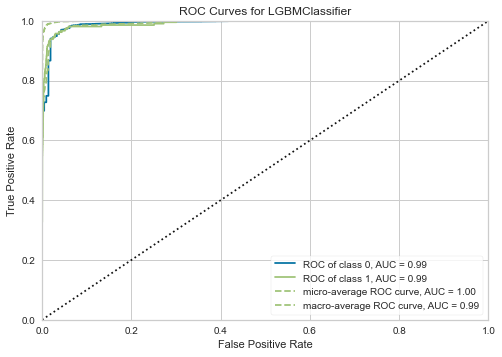 ROC Curves for LGBMClassifier
True Positive Rate
1.0
0.8
0.6
0.4
0.2
0.0
ROC of class 0, AUC = 0.99
ROC of class 1, AUC = 0.99
micro-average ROC curve, AUC = 1.00
macro-average ROC curve, AUC = 0.99
0.0 0.2 0.4 0.6 0.8 1.0
False Positive Rate